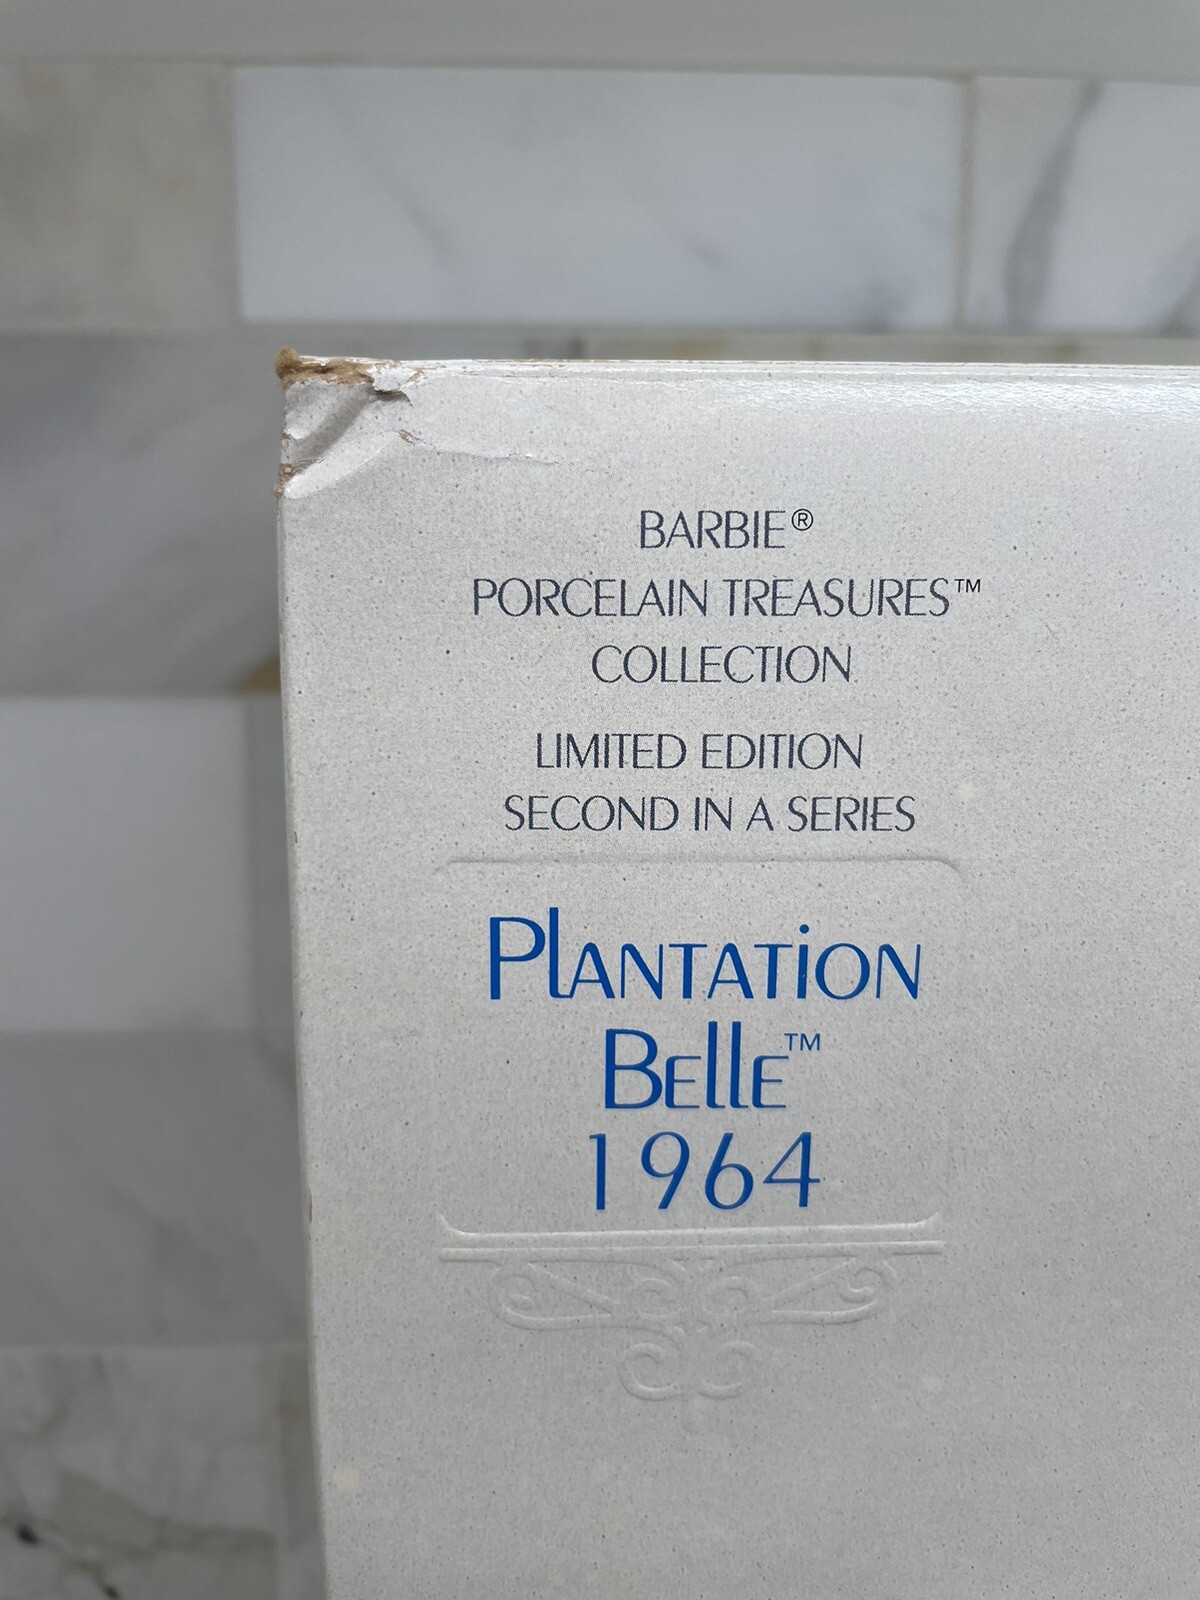 BARBIE®
PORCELAIN TREASURES™
COLLECTION
LIMITED EDITION
SECOND IN A SERIES
PLANTATION
BELLE™
1964